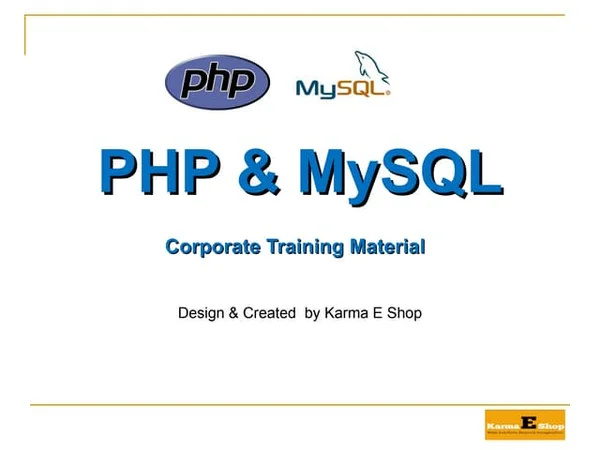 php
MySQL®
PHP & MySQL
Corporate Training Material
Design & Created  by Karma E Shop
Karma E Shop